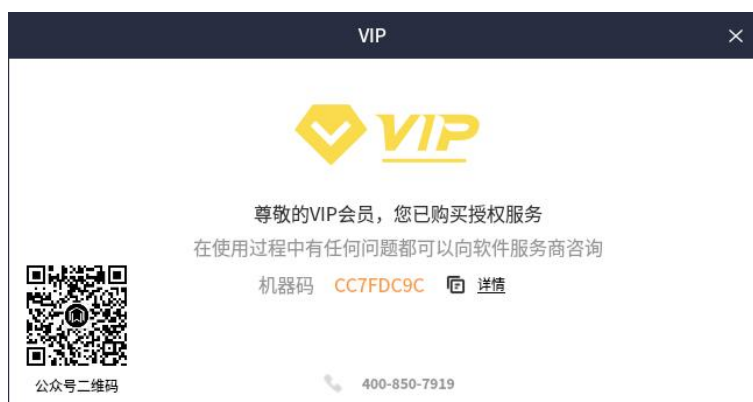 VIP
VIP
尊敬的VIP会员，您已购买授权服务
在使用过程中有任何问题都可以向软件服务商咨询
机器码 CC7FDC9C 详情
公众号二维码
400-850-7919